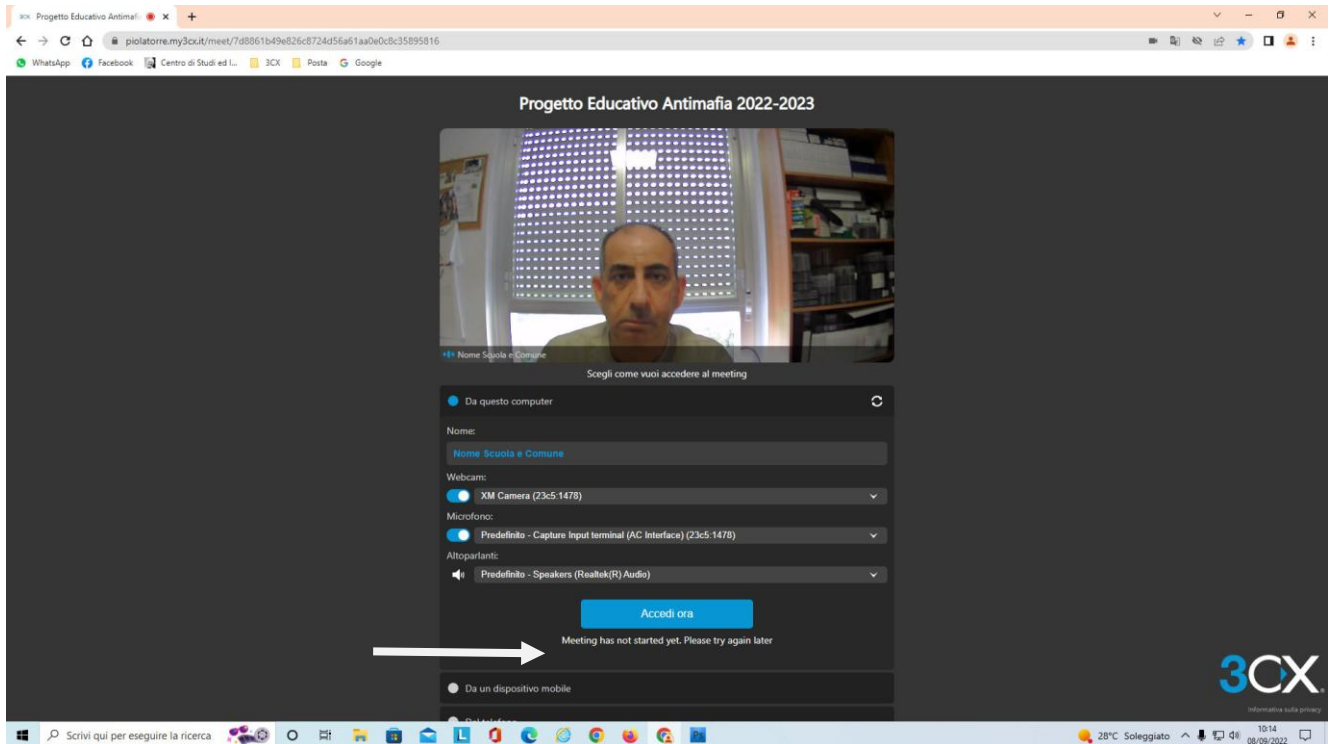 3CX Progetto Educativo Antimafi
piolatorre.my3cx.it/meet/7d8861b49e826c8724d56a61aa0e0c8c35895816
WhatsApp Facebook Centro di Studi ed I... 3CX Posta Google
Progetto Educativo Antimafia 2022-2023
Nome Scuola e Comune
Scegli come vuoi accedere al meeting
Da questo computer
Nome:
Nome Scuola e Comune
Webcam:
XM Camera (23c5:1478)
Microfono:
Predefinito - Capture Input terminal (AC Interface) (23c5:1478)
Altoparlanti:
Predefinito - Speakers (Realtek(R) Audio)
Accedi ora
Meeting has not started yet. Please try again later
Da un dispositivo mobile
3CX.
Informativa sulla privacy
Scrivi qui per eseguire la ricerca
28°C Soleggiato
10:14
08/09/2022